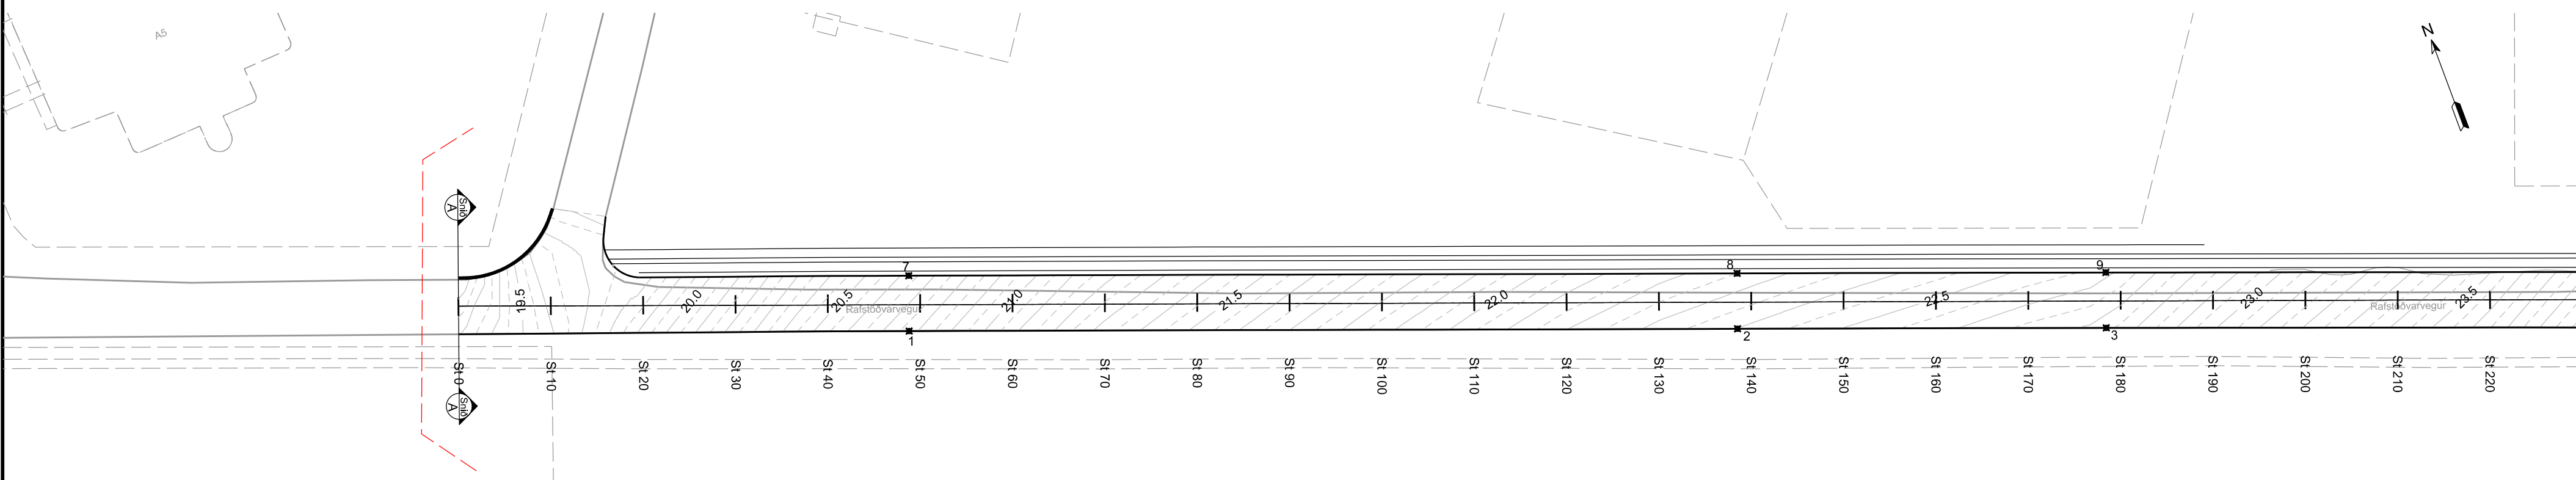 A5
N
A
Snið
7
8
9
19.5
20.0
20.5
21.0
21.5
22.0
22.5
23.0
23.5
Rafstöðvarvegur
Rafstöðvarvegur
1
2
3
St 0
St 10
St 20
St 30
St 40
St 50
St 60
St 70
St 80
St 90
St 100
St 110
St 120
St 130
St 140
St 150
St 160
St 170
St 180
St 190
St 200
St 210
St 220
A
Snið